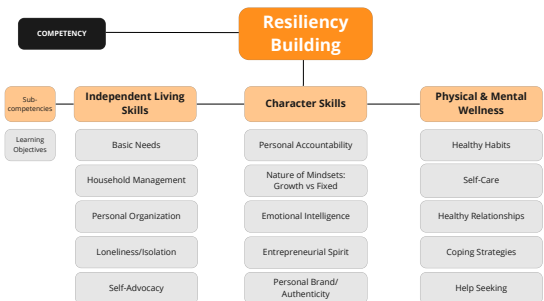 COMPETENCY
Resiliency
Building
Sub-
competencies
Independent Living
Skills
Character Skills
Physical & Mental
Wellness
Learning
Objectives
Basic Needs
Personal Accountability
Healthy Habits
Household Management
Nature of Mindsets:
Growth vs Fixed
Self-Care
Personal Organization
Emotional Intelligence
Healthy Relationships
Loneliness/Isolation
Entrepreneurial Spirit
Coping Strategies
Self-Advocacy
Personal Brand/
Authenticity
Help Seeking